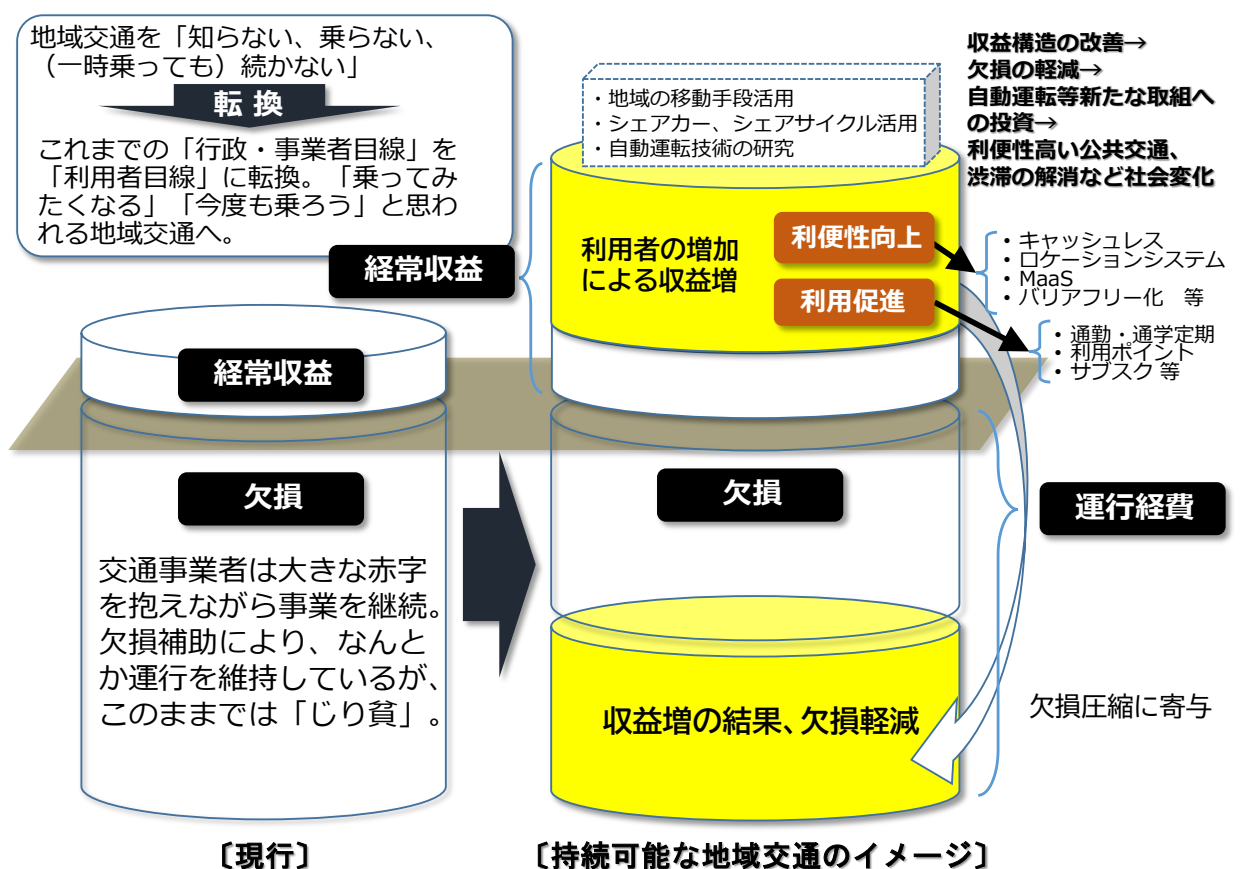 地域交通を「知らない、乗らない、
（一時乗っても）続かない」
転 換
これまでの「行政・事業者目線」を
「利用者目線」に転換。「乗ってみ
たくなる」「今度も乗ろう」と思わ
れる地域交通へ。
・地域の移動手段活用
・シェアカー、シェアサイクル活用
・自動運転技術の研究
収益構造の改善→
欠損の軽減→
自動運転等新たな取組へ
の投資→
利便性高い公共交通、
渋滞の解消など社会変化
経常収益
利用者の増加
による収益増
利便性向上
利用促進
・キャッシュレス
・ロケーションシステム
・MaaS
・バリアフリー化　等
・通勤・通学定期
・利用ポイント
・サブスク 等
経常収益
欠損
交通事業者は大きな赤字
を抱えながら事業を継続。
欠損補助により、なんと
か運行を維持しているが、
このままでは「じり貧」。
欠損
運行経費
収益増の結果、欠損軽減
欠損圧縮に寄与
〔現行〕
〔持続可能な地域交通のイメージ〕